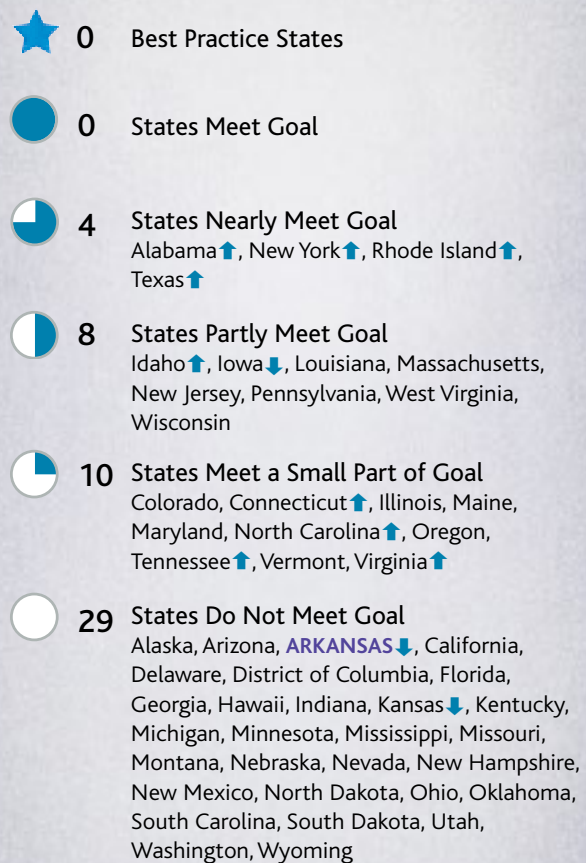 0 Best Practice States
0 States Meet Goal
4 States Nearly Meet Goal
Alabama⬆, New York⬆, Rhode Island⬆,
Texas⬆
8 States Partly Meet Goal
Idaho⬆, Iowa⬇, Louisiana, Massachusetts,
New Jersey, Pennsylvania, West Virginia,
Wisconsin
10 States Meet a Small Part of Goal
Colorado, Connecticut⬆, Illinois, Maine,
Maryland, North Carolina⬆, Oregon,
Tennessee⬆, Vermont, Virginia⬆
29 States Do Not Meet Goal
Alaska, Arizona, ARKANSAS⬇, California,
Delaware, District of Columbia, Florida,
Georgia, Hawaii, Indiana, Kansas⬇, Kentucky,
Michigan, Minnesota, Mississippi, Missouri,
Montana, Nebraska, Nevada, New Hampshire,
New Mexico, North Dakota, Ohio, Oklahoma,
South Carolina, South Dakota, Utah,
Washington, Wyoming